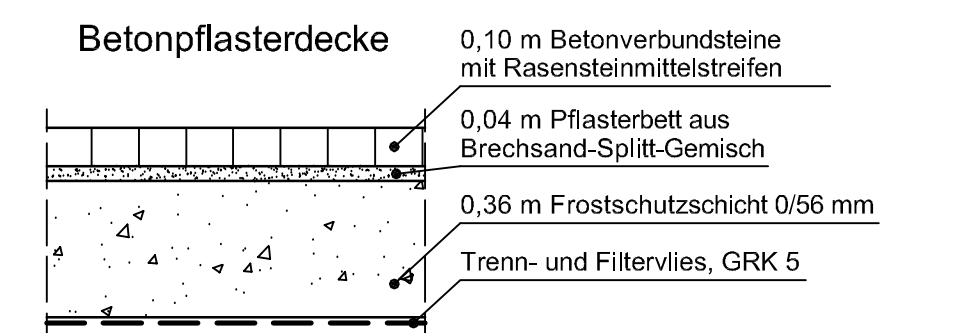 Betonpflasterdecke
0,10 m Betonverbundsteine
mit Rasensteinmittelstreifen
0,04 m Pflasterbett aus
Brechsand-Splitt-Gemisch
0,36 m Frostschutzschicht 0/56 mm
Trenn- und Filtervlies, GRK 5